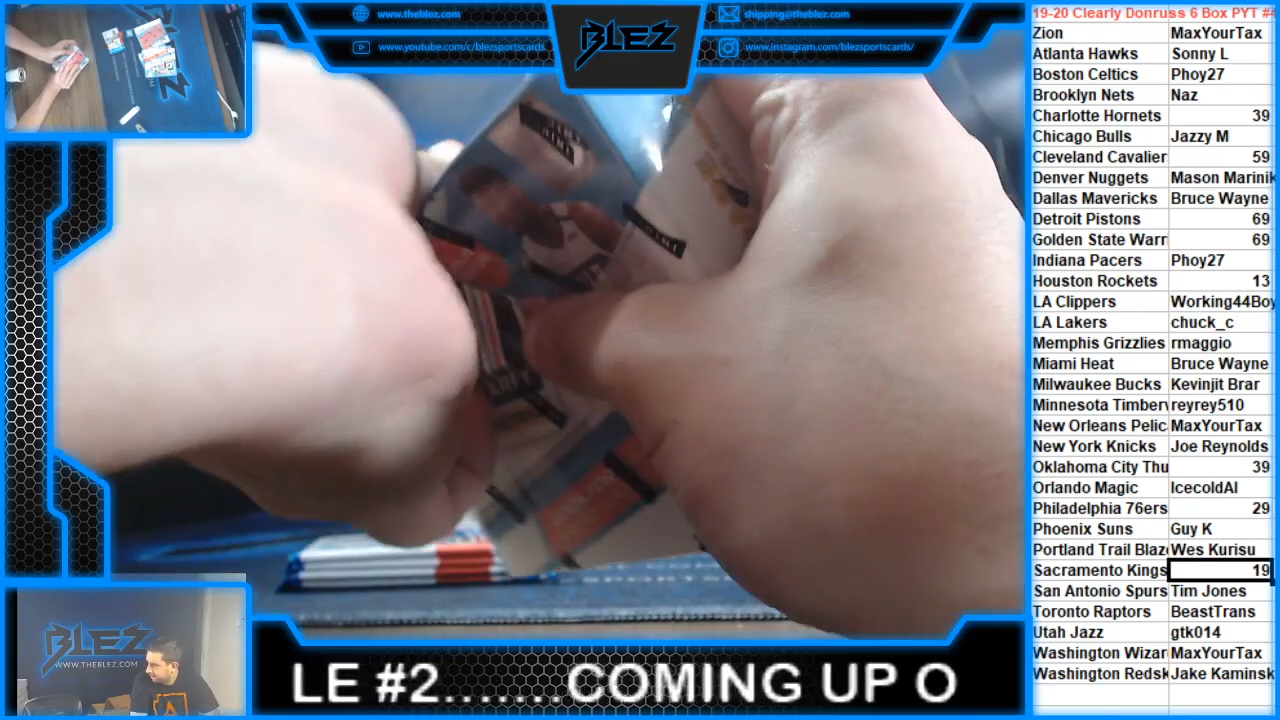 www.theblez.com
www.youtube.com/c/blezsportscards
BLEZ
shipping@theblez.com
www.instagram.com/blezsportscards/
19-20 Clearly Donruss 6 Box PYT #4
Zion MaxYourTax
Atlanta Hawks Sonny L
Boston Celtics Phoy27
Brooklyn Nets Naz
Charlotte Hornets 39
Chicago Bulls Jazzy M
Cleveland Cavalier 59
Denver Nuggets Mason Marinik
Dallas Mavericks Bruce Wayne
Detroit Pistons 69
Golden State Warr 69
Indiana Pacers Phoy27
Houston Rockets 13
LA Clippers Working44Boy
LA Lakers chuck_c
Memphis Grizzlies rmaggio
Miami Heat Bruce Wayne
Milwaukee Bucks Kevinjit Brar
Minnesota Timberv reyrey510
New Orleans Pelic MaxYourTax
New York Knicks Joe Reynolds
Oklahoma City Thu 39
Orlando Magic IcecoldAl
Philadelphia 76ers 29
Phoenix Suns Guy K
Portland Trail Blaze Wes Kurisu
Sacramento Kings 19
San Antonio Spurs Tim Jones
Toronto Raptors BeastTrans
Utah Jazz gtk014
Washington Wizar MaxYourTax
Washington Redsk Jake Kaminsk
BLEZ
WWW.THEBLEZ.COM
LE #2.......COMING UP O